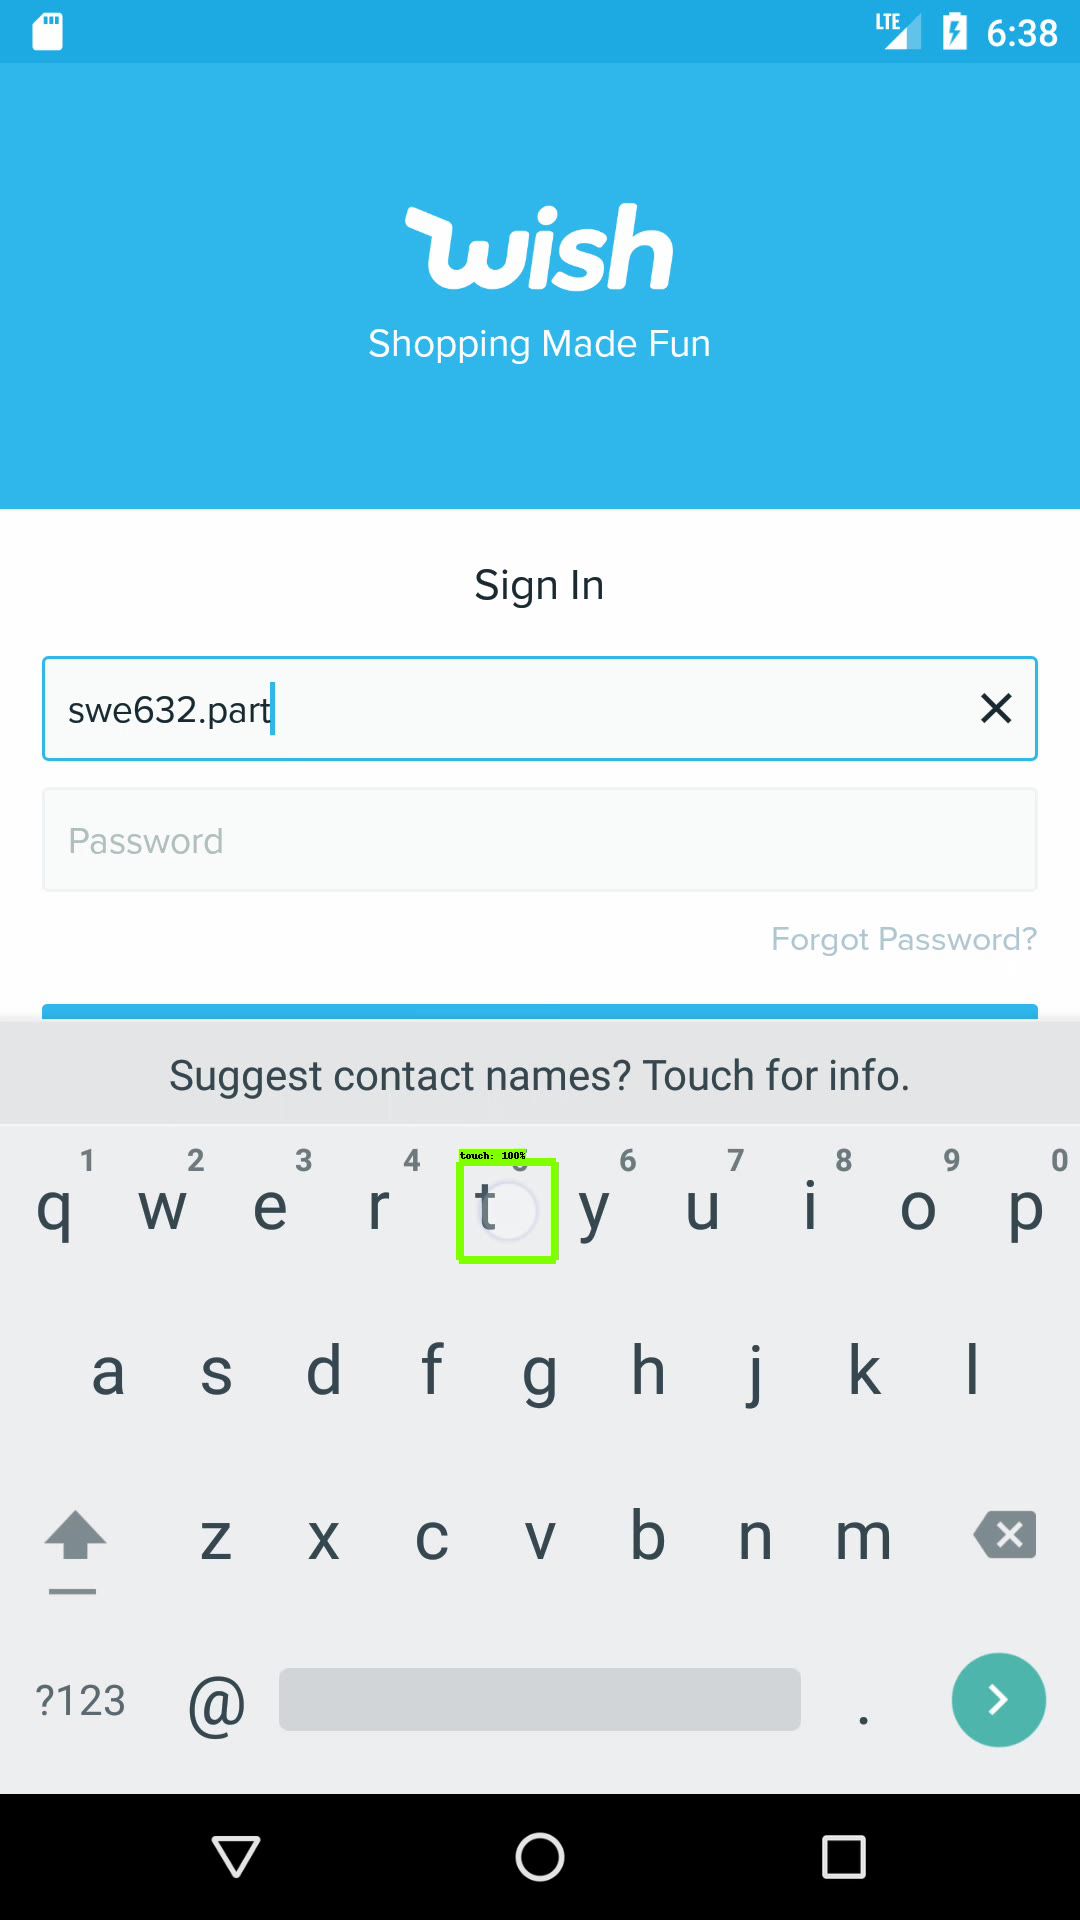 LTE 6:38
wish
Shopping Made Fun
Sign In
swe632.part
Password
Forgot Password?
Suggest contact names? Touch for info.
touch: 100%
1 2 3 4 6 7 8 9 0
q w e r t y u i o p
a s d f g h j k l
z x c v b n m
?123 @ .